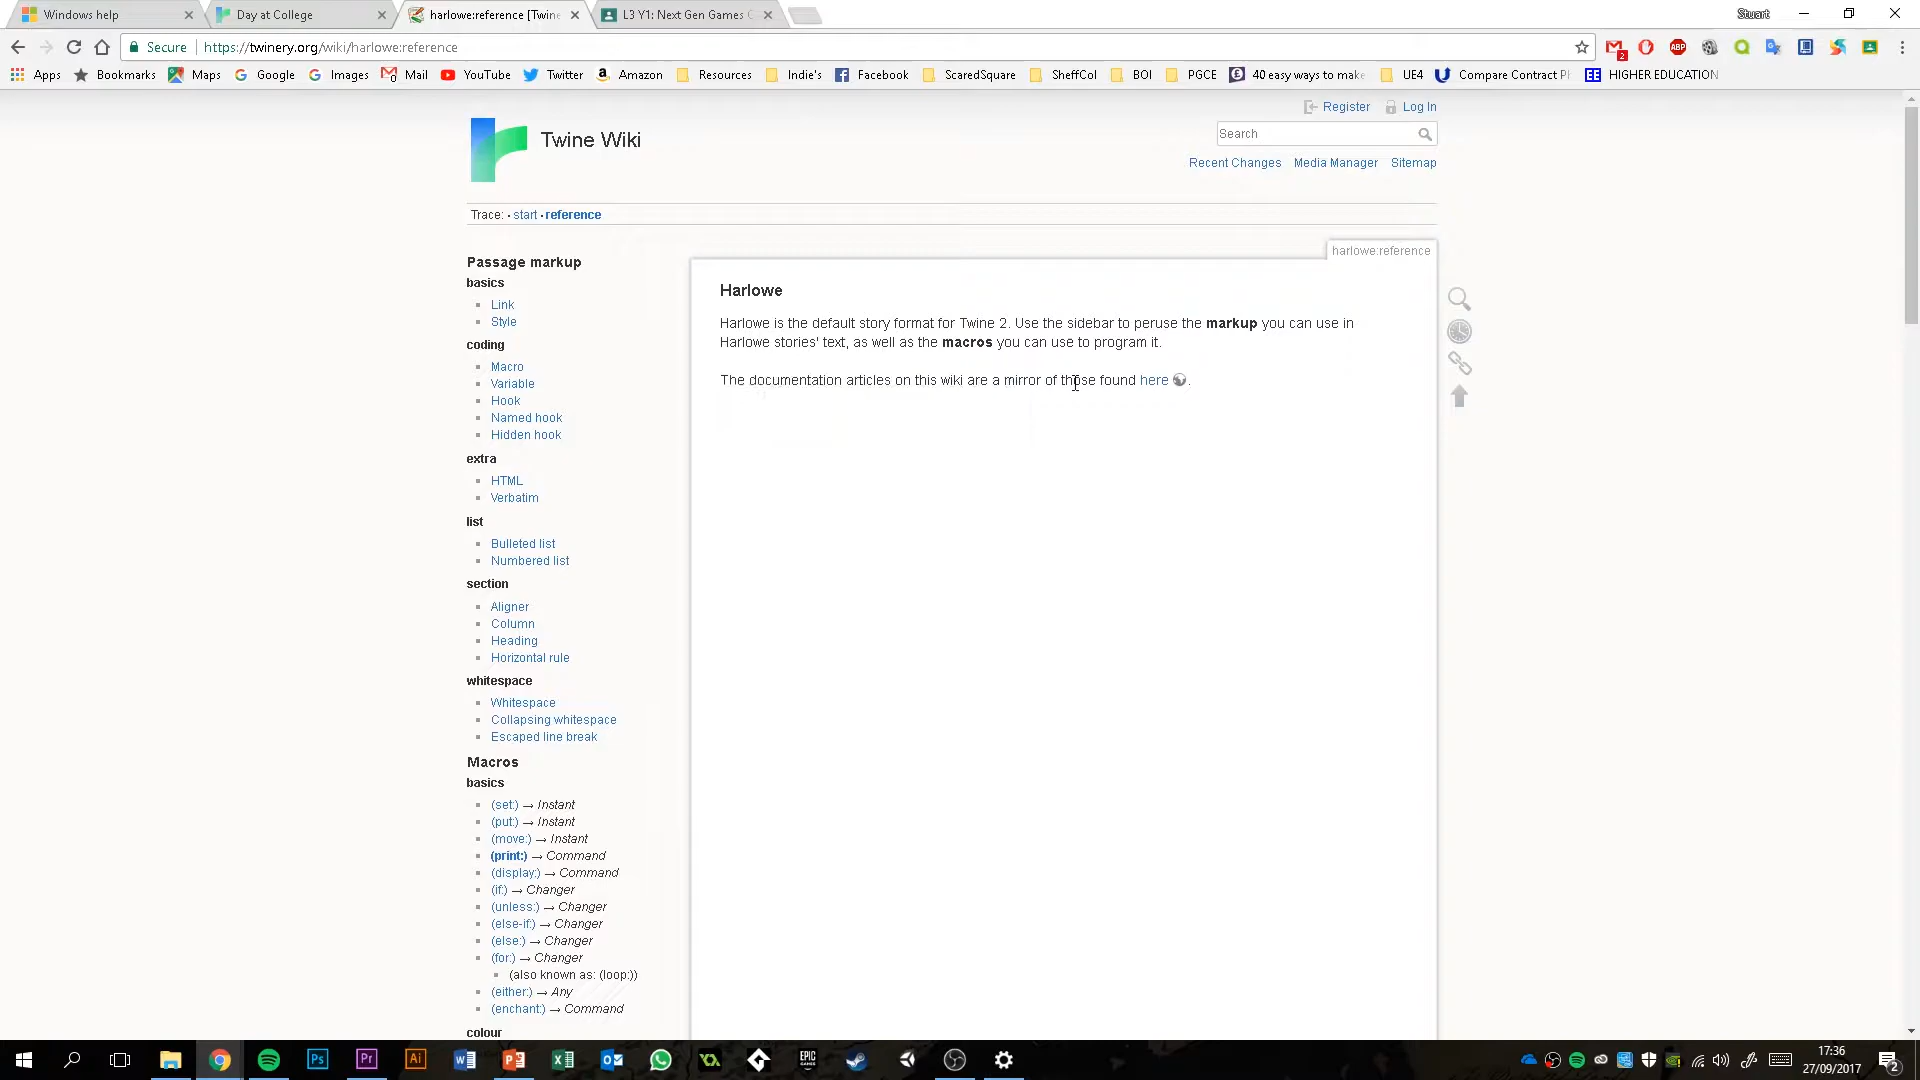 Windows help
Day at College
harlowe:reference [Twine
L3 Y1: Next Gen Games
Stuart
Secure
https://twinery.org/wiki/harlowe:reference
2
ABP
Apps
Bookmarks
Maps
Google
Images
Mail
YouTube
Twitter
Amazon
Resources
Indie's
Facebook
ScaredSquare
SheffCol
BOI
PGCE
40 easy ways to make
UE4
Compare Contract
HIGHER EDUCATION
Register
Log In
Twine Wiki
Search
Recent Changes
Media Manager
Sitemap
Trace: • start • reference
harlowe:reference
Passage markup
basics
Link
Style
coding
Macro
Variable
Hook
Named hook
Hidden hook
extra
HTML
Verbatim
list
Bulleted list
Numbered list
section
Aligner
Column
Heading
Horizontal rule
whitespace
Whitespace
Collapsing whitespace
Escaped line break
Macros
basics
(set:) → Instant
(put:) → Instant
(move:) → Instant
(print:) → Command
(display:) → Command
(if:) → Changer
(unless:) → Changer
(else-if:) → Changer
(else:) → Changer
(for:) → Changer
(also known as: (loop:))
(either:) → Any
(enchant:) → Command
colour
Harlowe
Harlowe is the default story format for Twine 2. Use the sidebar to peruse the markup you can use in
Harlowe stories' text, as well as the macros you can use to program it.
The documentation articles on this wiki are a mirror of those found here.
Ps
Pr
Ai
EPIC GAMES
17:36
27/09/2017
2